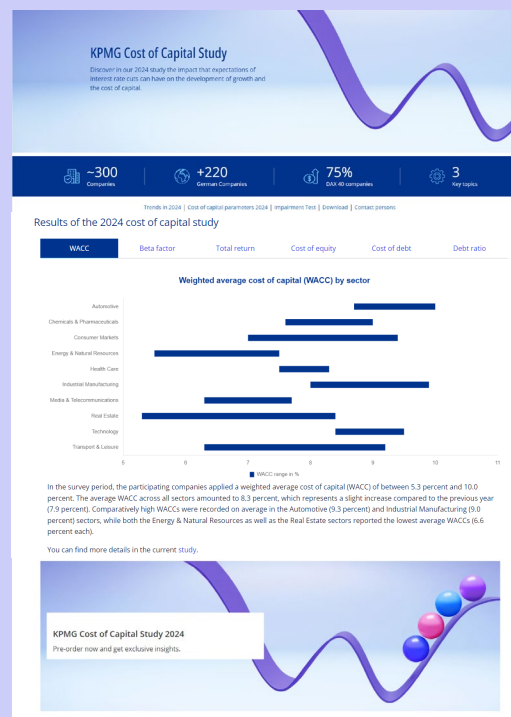 KPMG Cost of Capital Study
Discover in our 2024 study the impact that expectations of
interest rate cuts can have on the development of growth and
the cost of capital.
~300
Companies
+220
German Companies
75%
DAX 40 companies
3
Key topics
Trends in 2024 | Cost of capital parameters 2024 | Impairment Test | Download | Contact persons
Results of the 2024 cost of capital study
WACC Beta factor Total return Cost of equity Cost of debt Debt ratio
Weighted average cost of capital (WACC) by sector
Automotive
Chemicals & Pharmaceuticals
Consumer Markets
Energy & Natural Resources
Health Care
Industrial Manufacturing
Media & Telecommunications
Real Estate
Technology
Transport & Leisure
5 6 7 8 9 10 11
WACC range in %
In the survey period, the participating companies applied a weighted average cost of capital (WACC) of between 5.3 percent and 10.0
percent. The average WACC across all sectors amounted to 8.3 percent, which represents a slight increase compared to the previous year
(7.9 percent). Comparatively high WACCs were recorded on average in the Automotive (9.3 percent) and Industrial Manufacturing (9.0
percent) sectors, while both the Energy & Natural Resources as well as the Real Estate sectors reported the lowest average WACCs (6.6
percent each).
You can find more details in the current study.
KPMG Cost of Capital Study 2024
Pre-order now and get exclusive insights.